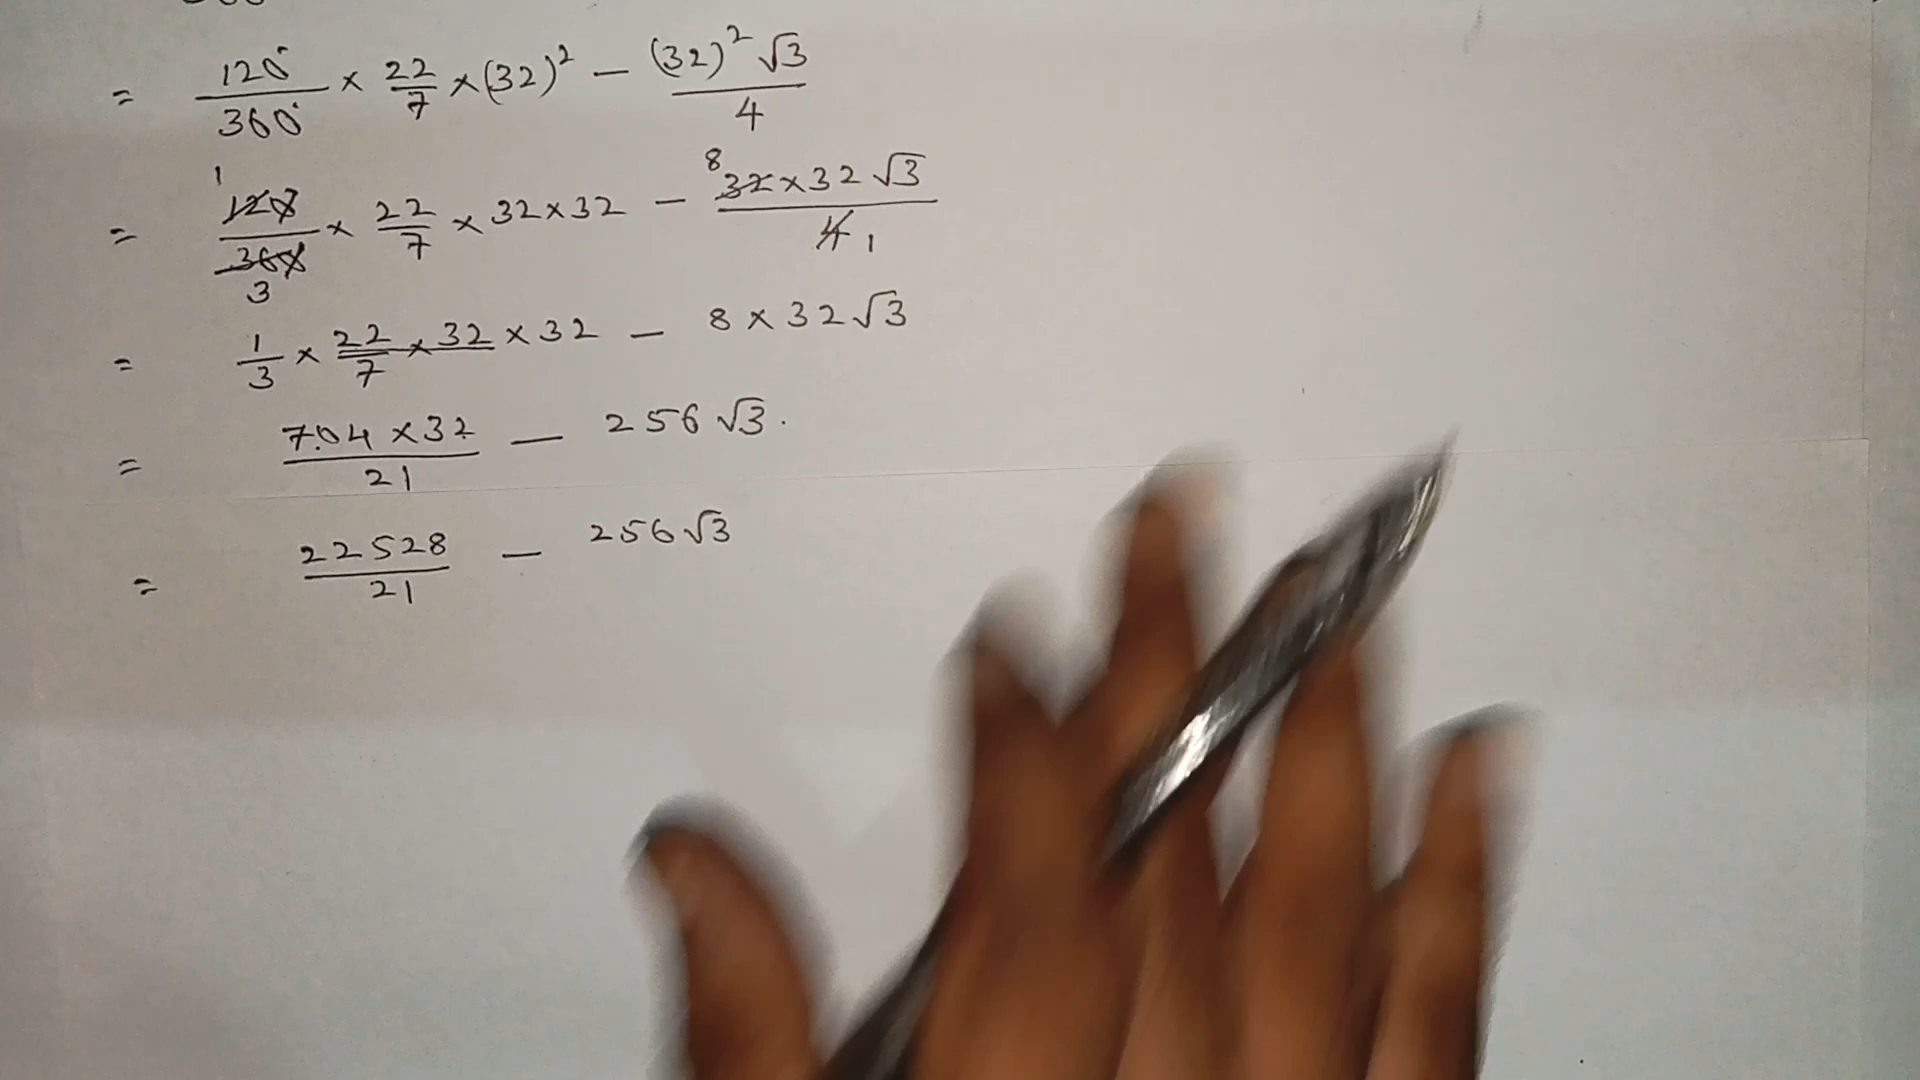 = 120°/360° × 22/7 × (32)² − (32)² √3/4
= 1 120/360 3 × 22/7 × 32×32 − 8 32×32 √3/4 1
= 1/3 × 22/7 × 32 × 32 − 8 × 32 √3
= 704 × 32/21 − 256 √3.
= 22528/21 − 256 √3